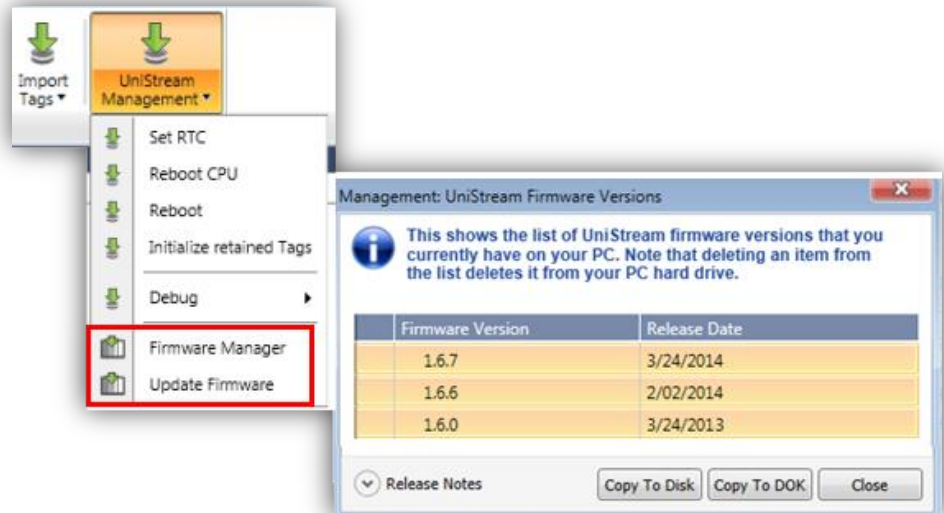 Import
Tags
UniStream
Management
Set RTC
Reboot CPU
Reboot
Initialize retained Tags
Debug
Firmware Manager
Update Firmware
Management: UniStream Firmware Versions
This shows the list of UniStream firmware versions that you
currently have on your PC. Note that deleting an item from
the list deletes it from your PC hard drive.
Firmware Version Release Date
1.6.7 3/24/2014
1.6.6 2/02/2014
1.6.0 3/24/2013
Release Notes Copy To Disk Copy To DOK Close